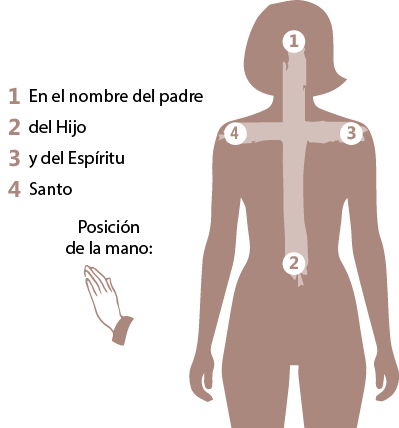 1 En el nombre del padre
2 del Hijo
3 y del Espíritu
4 Santo
Posición
de la mano:
1
4
3
2